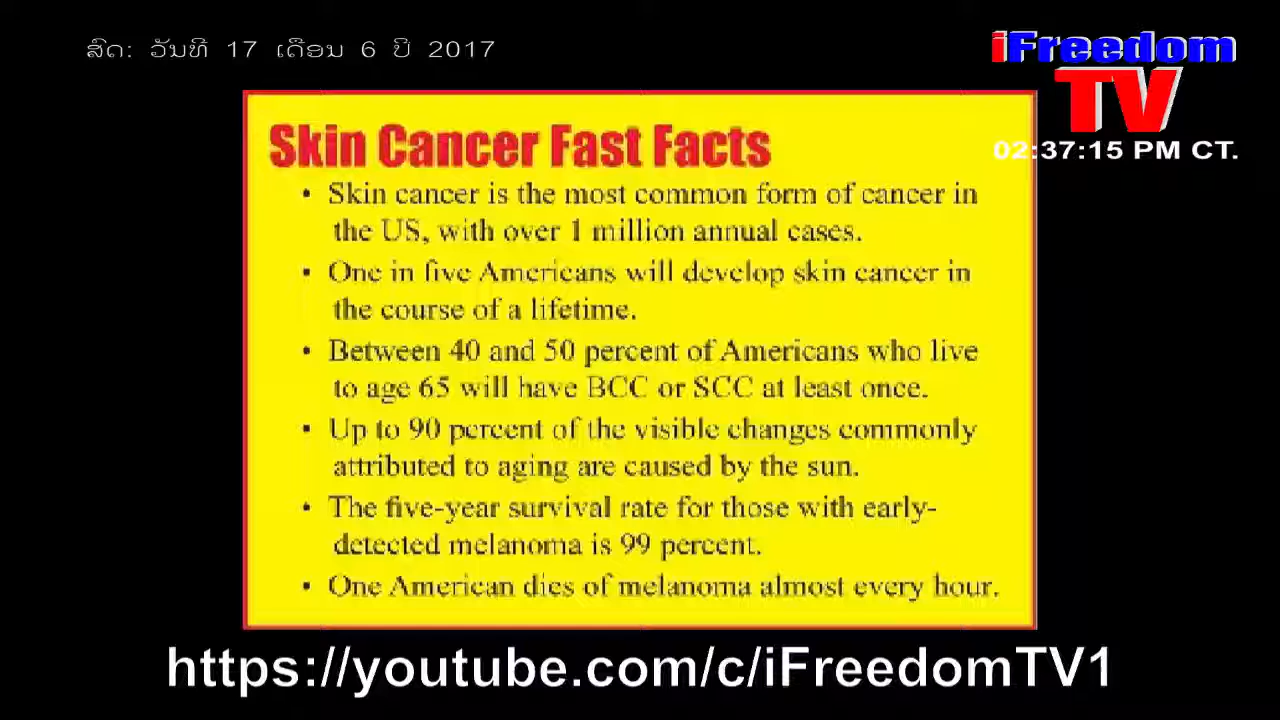 ສົດ: ວັນທີ 17 ເດືອນ 6 ປີ 2017
iFreedom
TV
02:37:15 PM CT.
Skin Cancer Fast Facts
• Skin cancer is the most common form of cancer in
the US, with over 1 million annual cases.
• One in five Americans will develop skin cancer in
the course of a lifetime.
• Between 40 and 50 percent of Americans who live
to age 65 will have BCC or SCC at least once.
• Up to 90 percent of the visible changes commonly
attributed to aging are caused by the sun.
• The five-year survival rate for those with early-
detected melanoma is 99 percent.
• One American dies of melanoma almost every hour.
https://youtube.com/c/iFreedomTV1